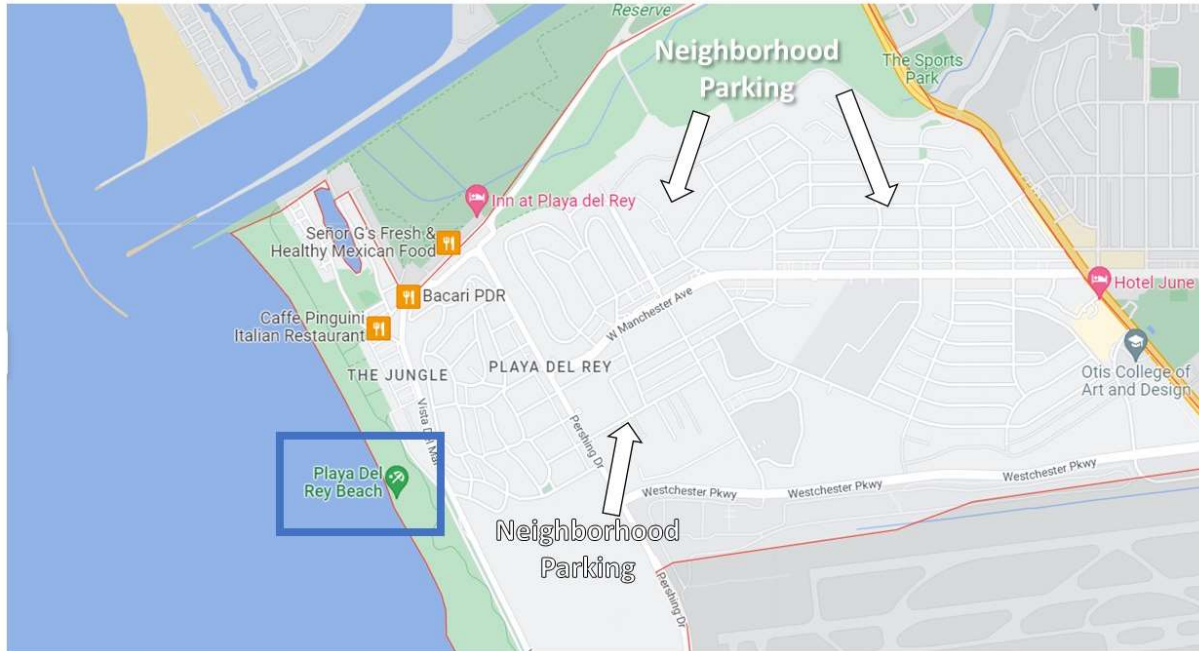 Reserve
Neighborhood
Parking
The Sports
Park
Inn at Playa del Rey
Señor G's Fresh &
Healthy Mexican Food
Bacari PDR
Hotel June
Caffe Pinguini
Italian Restaurant
W Manchester Ave
THE JUNGLE
PLAYA DEL REY
Otis College of
Art and Design
Vista Del Mar
Pershing Dr
Playa Del
Rey Beach
Westchester Pkwy
Westchester Pkwy
Westchester Pkwy
Neighborhood
Parking
Pershing Dr